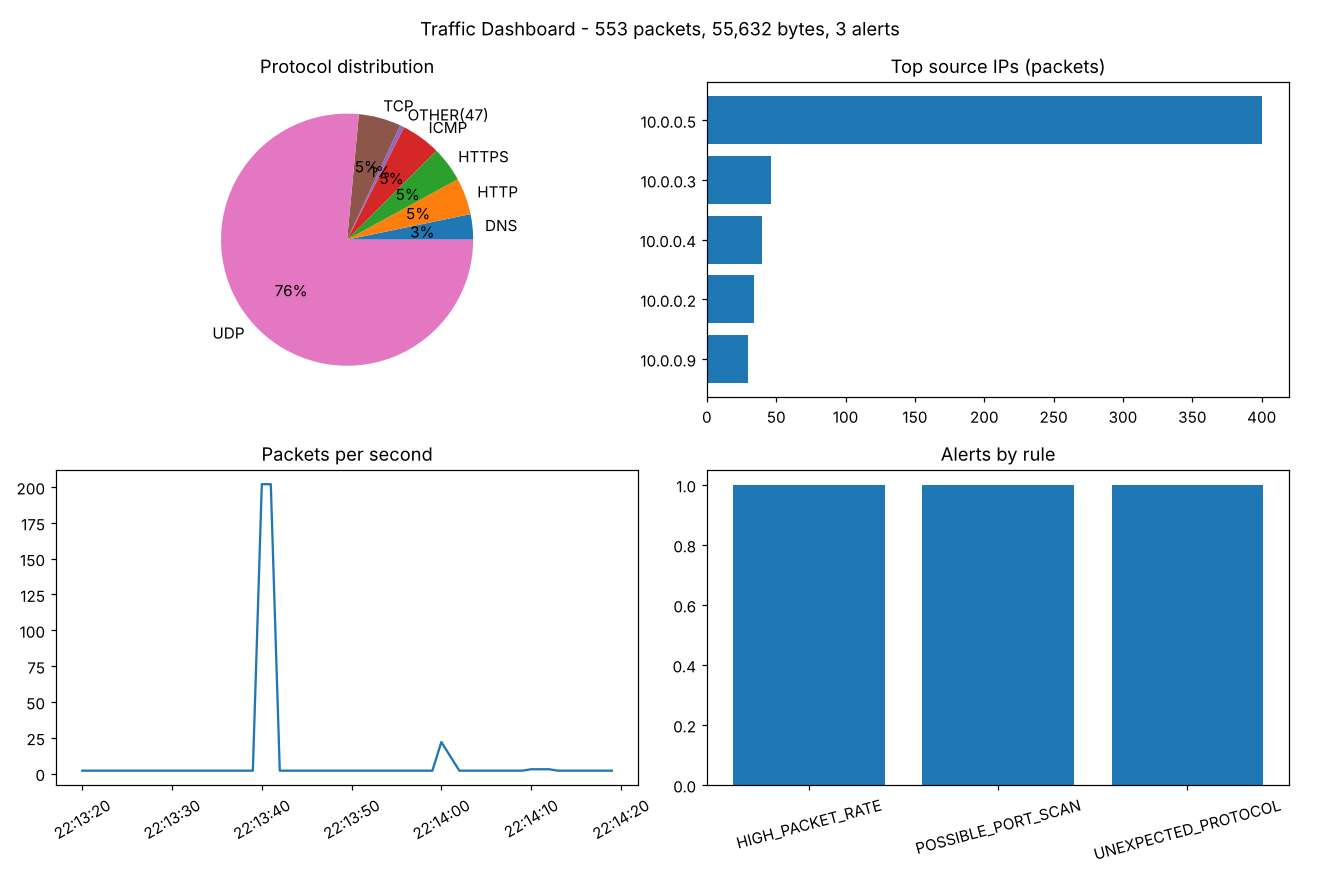 Traffic Dashboard - 553 packets, 55,632 bytes, 3 alerts
Protocol distribution
TCP
OTHER(47)
ICMP
HTTPS
HTTP
DNS
UDP
5%
5%
5%
5%
3%
76%
Top source IPs (packets)
10.0.0.5
10.0.0.3
10.0.0.4
10.0.0.2
10.0.0.9
0 50 100 150 200 250 300 350 400
Packets per second
200
175
150
125
100
75
50
25
0
22:13:20 22:13:30 22:13:40 22:13:50 22:14:00 22:14:10 22:14:20
Alerts by rule
1.0
0.8
0.6
0.4
0.2
0.0
HIGH_PACKET_RATE POSSIBLE_PORT_SCAN UNEXPECTED_PROTOCOL